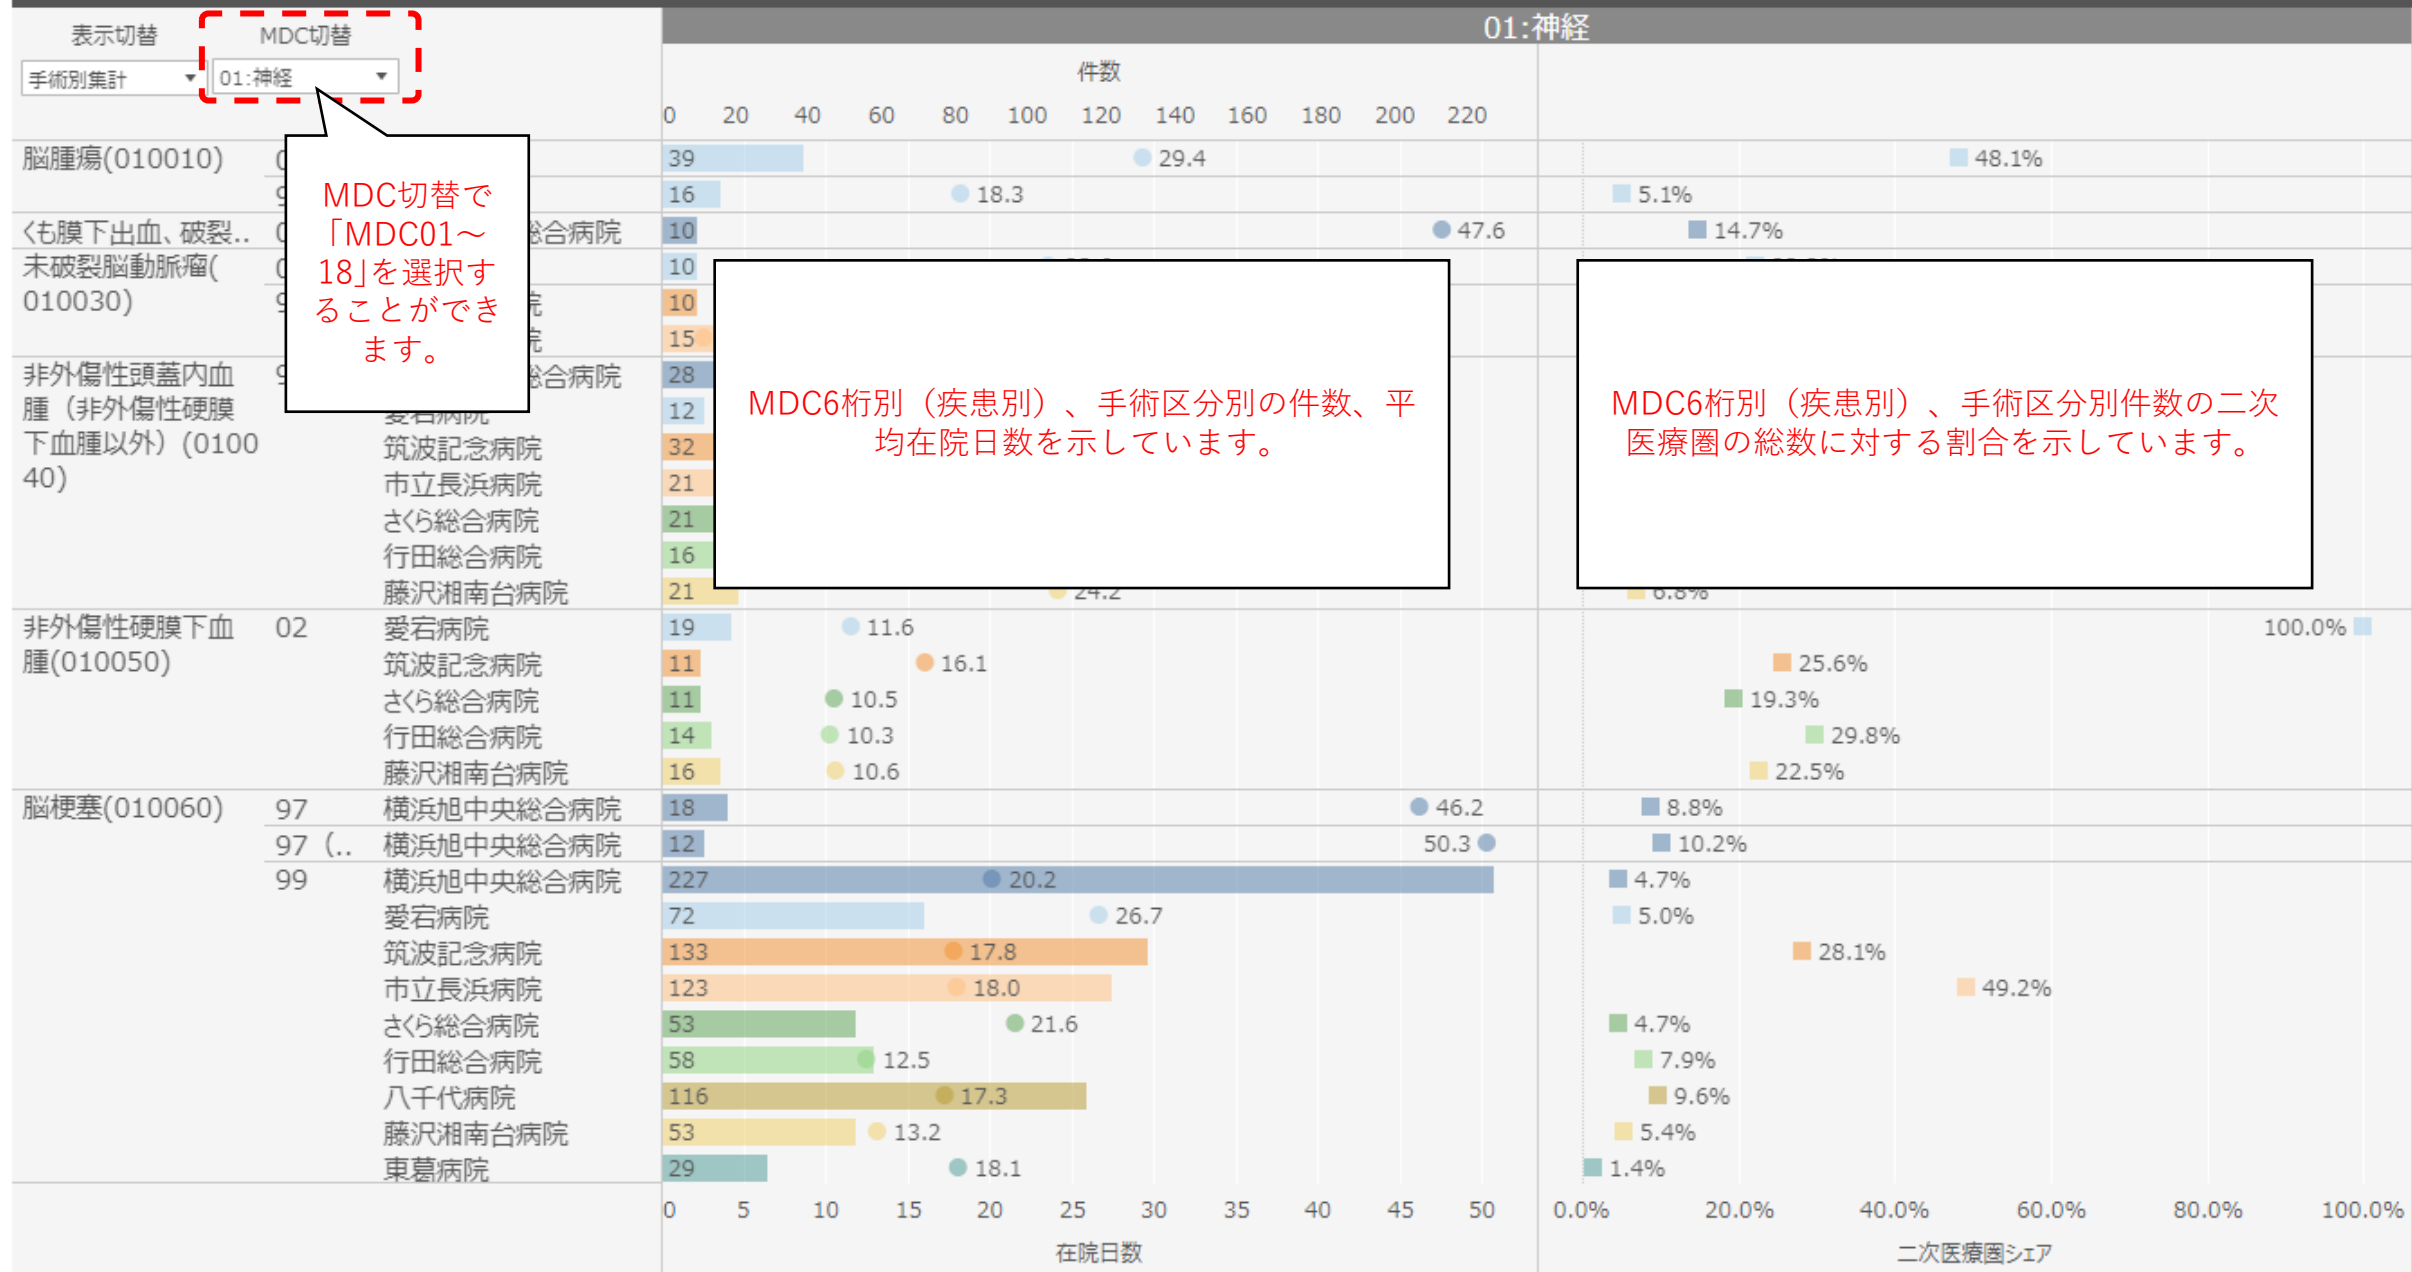 01:神経
表示切替 MDC切替
手術別集計 01:神経
件数
0 20 40 60 80 100 120 140 160 180 200 220
脳腫瘍(010010) 39 29.4 48.1%
16 18.3 5.1%
くも膜下出血、破裂.. 総合病院 10 47.6 14.7%
未破裂脳動脈瘤( 10
010030) 10
15
非外傷性頭蓋内血 総合病院 28
腫（非外傷性硬膜 愛宕病院 12
下血腫以外）(0100 筑波記念病院 32
40) 市立長浜病院 21
さくら総合病院 21
行田総合病院 16
藤沢湘南台病院 21 24.2 6.8%
MDC切替で
「MDC01～
18」を選択す
ることができ
ます。
MDC6桁別（疾患別）、手術区分別の件数、平
均在院日数を示しています。
MDC6桁別（疾患別）、手術区分別件数の二次
医療圏の総数に対する割合を示しています。
非外傷性硬膜下血 02 愛宕病院 19 11.6 100.0%
腫(010050) 筑波記念病院 11 16.1 25.6%
さくら総合病院 11 10.5 19.3%
行田総合病院 14 10.3 29.8%
藤沢湘南台病院 16 10.6 22.5%
脳梗塞(010060) 97 横浜旭中央総合病院 18 46.2 8.8%
97（.. 横浜旭中央総合病院 12 50.3 10.2%
99 横浜旭中央総合病院 227 20.2 4.7%
愛宕病院 72 26.7 5.0%
筑波記念病院 133 17.8 28.1%
市立長浜病院 123 18.0 49.2%
さくら総合病院 53 21.6 4.7%
行田総合病院 58 12.5 7.9%
八千代病院 116 17.3 9.6%
藤沢湘南台病院 53 13.2 5.4%
東葛病院 29 18.1 1.4%
0 5 10 15 20 25 30 35 40 45 50 0.0% 20.0% 40.0% 60.0% 80.0% 100.0%
在院日数 二次医療圏シェア